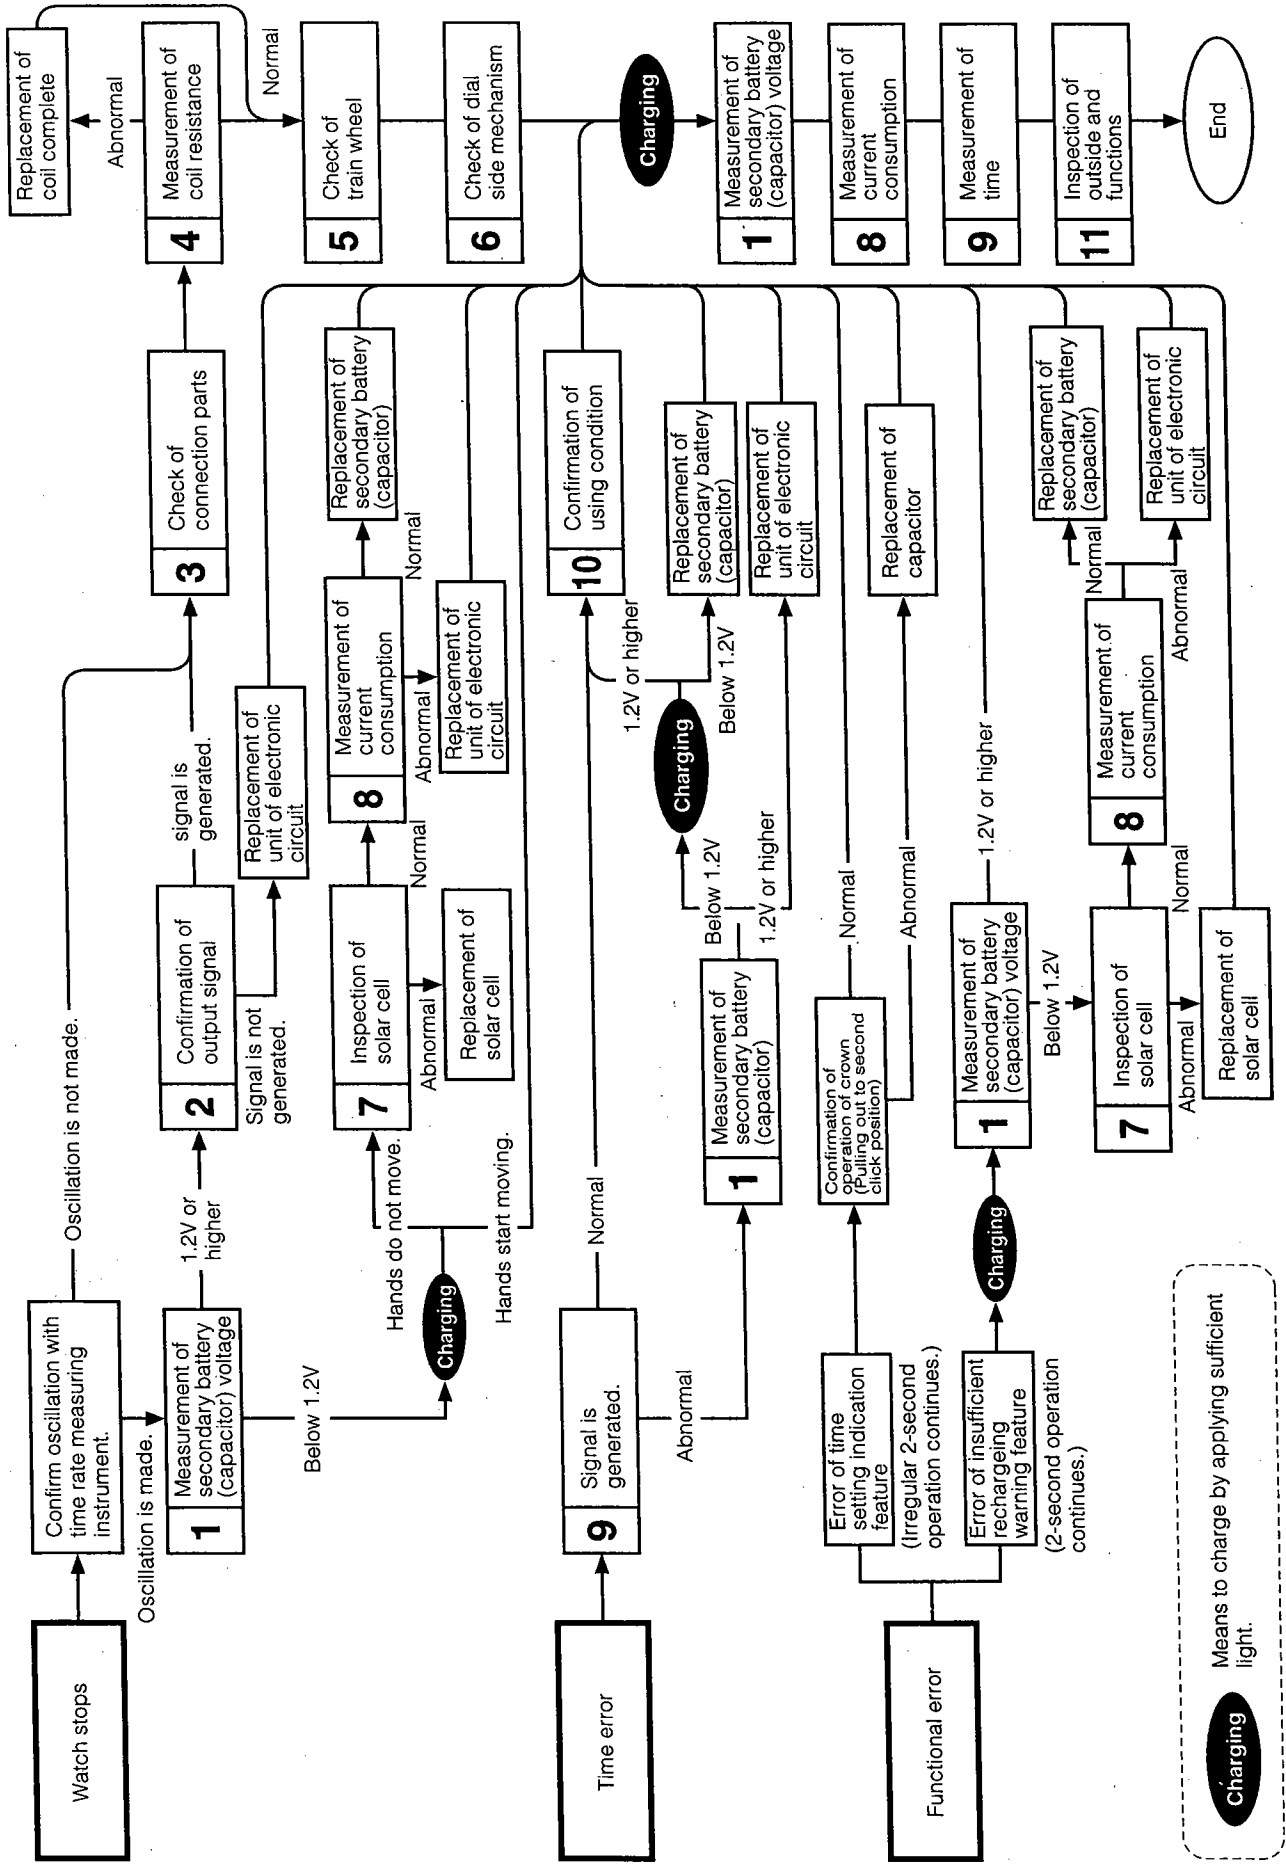 Watch stops
Confirm oscillation with
time rate measuring
instrument.
Oscillation is not made.
Oscillation is made.
1
Measurement of
secondary battery
(capacitor) voltage
1.2V or
higher
Below 1.2V
2
Confirmation of
output signal
signal is
generated.
Signal is not
generated.
Replacement of
unit of electronic
circuit
3
Check of
connection parts
4
Measurement of
coil resistance
Abnormal
Replacement of
coil complete
Normal
5
Check of
train wheel
6
Check of dial
side mechanism
Charging
Hands do not move.
Hands start moving.
7
Inspection of
solar cell
Abnormal
Replacement of
solar cell
Normal
8
Measurement of
current
consumption
Abnormal
Replacement of
unit of electronic
circuit
Normal
Replacement of
secondary battery
(capacitor)
Time error
9
Signal is
generated.
Normal
Abnormal
10
Confirmation of
using condition
1
Measurement of
secondary battery
(capacitor)
Below 1.2V
1.2V or higher
Charging
1.2V or higher
Below 1.2V
Replacement of
secondary battery
(capacitor)
Replacement of
unit of electronic
circuit
Functional error
Error of time
setting indication
feature
(Irregular 2-second
operation continues.)
Confirmation of
operation of crown
(Pulling out to second
click position)
Normal
Abnormal
Replacement of
capacitor
Error of insufficient
rechargeing
warning feature
(2-second operation
continues.)
Charging
1
Measurement of
secondary battery
(capacitor) voltage
1.2V or higher
Below 1.2V
7
Inspection of
solar cell
Abnormal
Replacement of
solar cell
Normal
8
Measurement of
current
consumption
Normal
Abnormal
Replacement of
secondary battery
(capacitor)
Replacement of
unit of electronic
circuit
Charging
1
Measurement of
secondary battery
(capacitor) voltage
8
Measurement of
current
consumption
9
Measurement of
time
11
Inspection of
outside and
functions
End
Charging
Means to charge by applying sufficient
light.